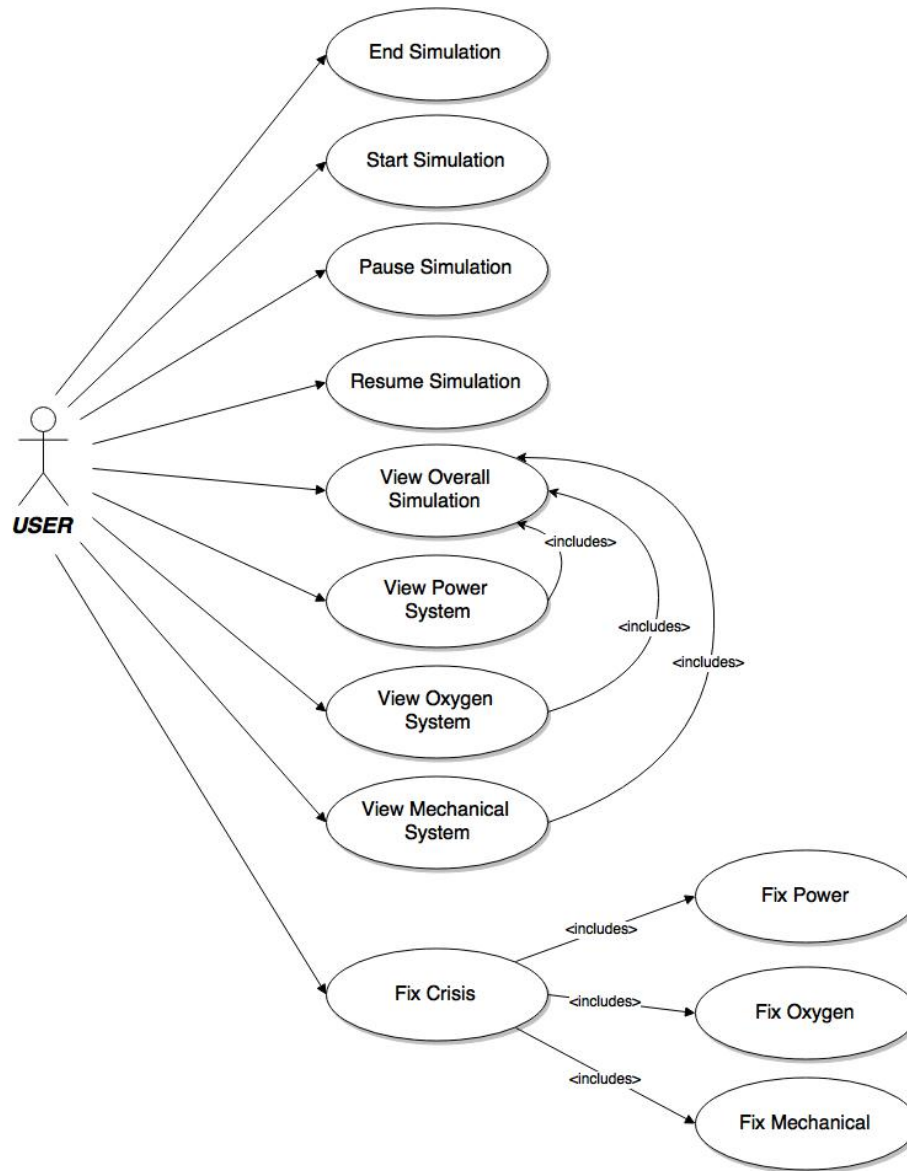 End Simulation
Start Simulation
Pause Simulation
Resume Simulation
View Overall
Simulation
USER
<includes>
View Power
System
<includes>
<includes>
View Oxygen
System
View Mechanical
System
Fix Power
<includes>
Fix Crisis
<includes>
Fix Oxygen
<includes>
Fix Mechanical